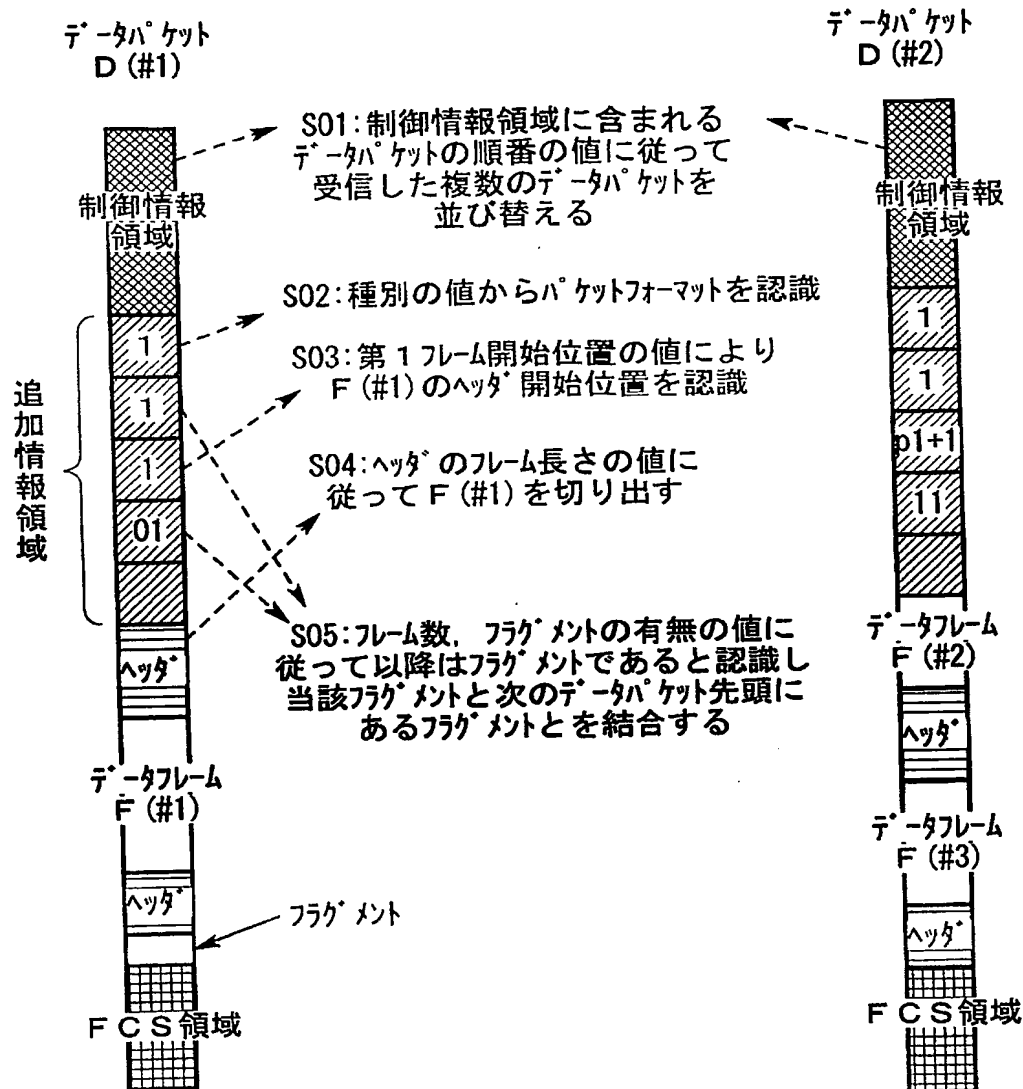 データパケット
D (#1)
制御情報
領域
追加情報領域
1
1
1
01
ヘッダ
データフレーム
F (#1)
ヘッダ
フラグメント
FCS領域
S01:制御情報領域に含まれる
データパケットの順番の値に従って
受信した複数のデータパケットを
並び替える
S02:種別の値からパケットフォーマットを認識
S03:第1フレーム開始位置の値により
F (#1)のヘッダ開始位置を認識
S04:ヘッダのフレーム長さの値に
従ってF (#1)を切り出す
S05:フレーム数, フラグメントの有無の値に
従って以降はフラグメントであると認識し
当該フラグメントと次のデータパケット先頭に
あるフラグメントとを結合する
データパケット
D (#2)
制御情報
領域
1
1
p1+1
11
データフレーム
F (#2)
ヘッダ
データフレーム
F (#3)
ヘッダ
FCS領域